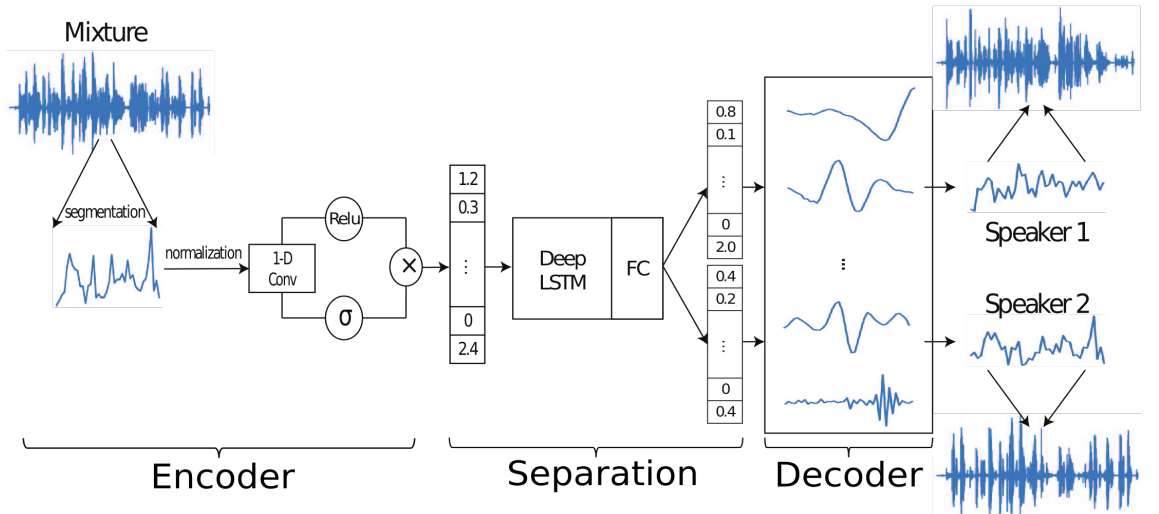 Mixture
segmentation
normalization
1-D
Conv
Relu
σ
×
1.2
0.3
...
0
2.4
Deep
LSTM
FC
0.8
0.1
...
0
2.0
0.4
0.2
...
0
0.4
...
Speaker 1
Speaker 2
Encoder
Separation
Decoder